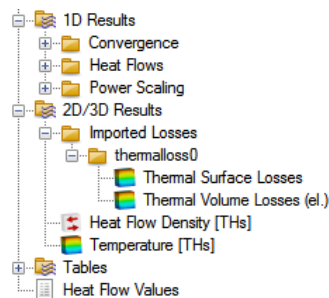 1D Results
Convergence
Heat Flows
Power Scaling
2D/3D Results
Imported Losses
thermalloss0
Thermal Surface Losses
Thermal Volume Losses (el.)
Heat Flow Density [THs]
Temperature [THs]
Tables
Heat Flow Values